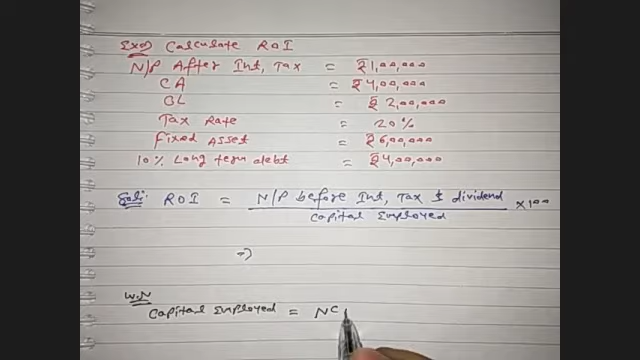 Exm) Calculate ROI
N/P After Int, Tax = ₹1,00,000
CA = ₹4,00,000
CL = ₹2,00,000
Tax Rate = 20%
Fixed Asset = ₹6,00,000
10% Long term debt = ₹4,00,000
Soli: ROI = N/P before Int, Tax & dividend ×100
Capital Employed
=)
W.N
Capital Employed = NC